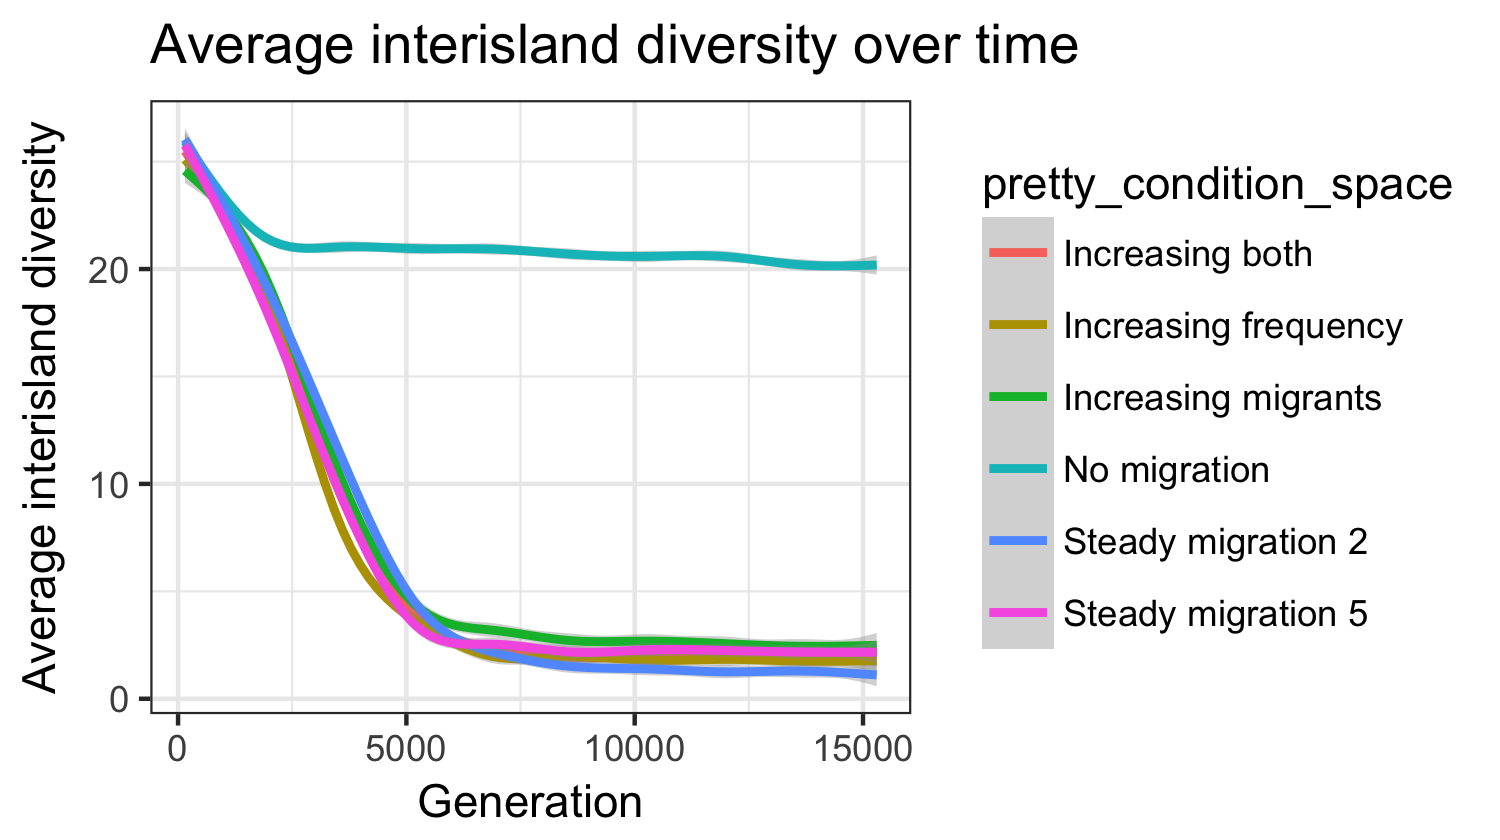 Average interisland diversity over time
Average interisland diversity
20
10
0
0
5000
10000
15000
Generation
pretty_condition_space
Increasing both
Increasing frequency
Increasing migrants
No migration
Steady migration 2
Steady migration 5